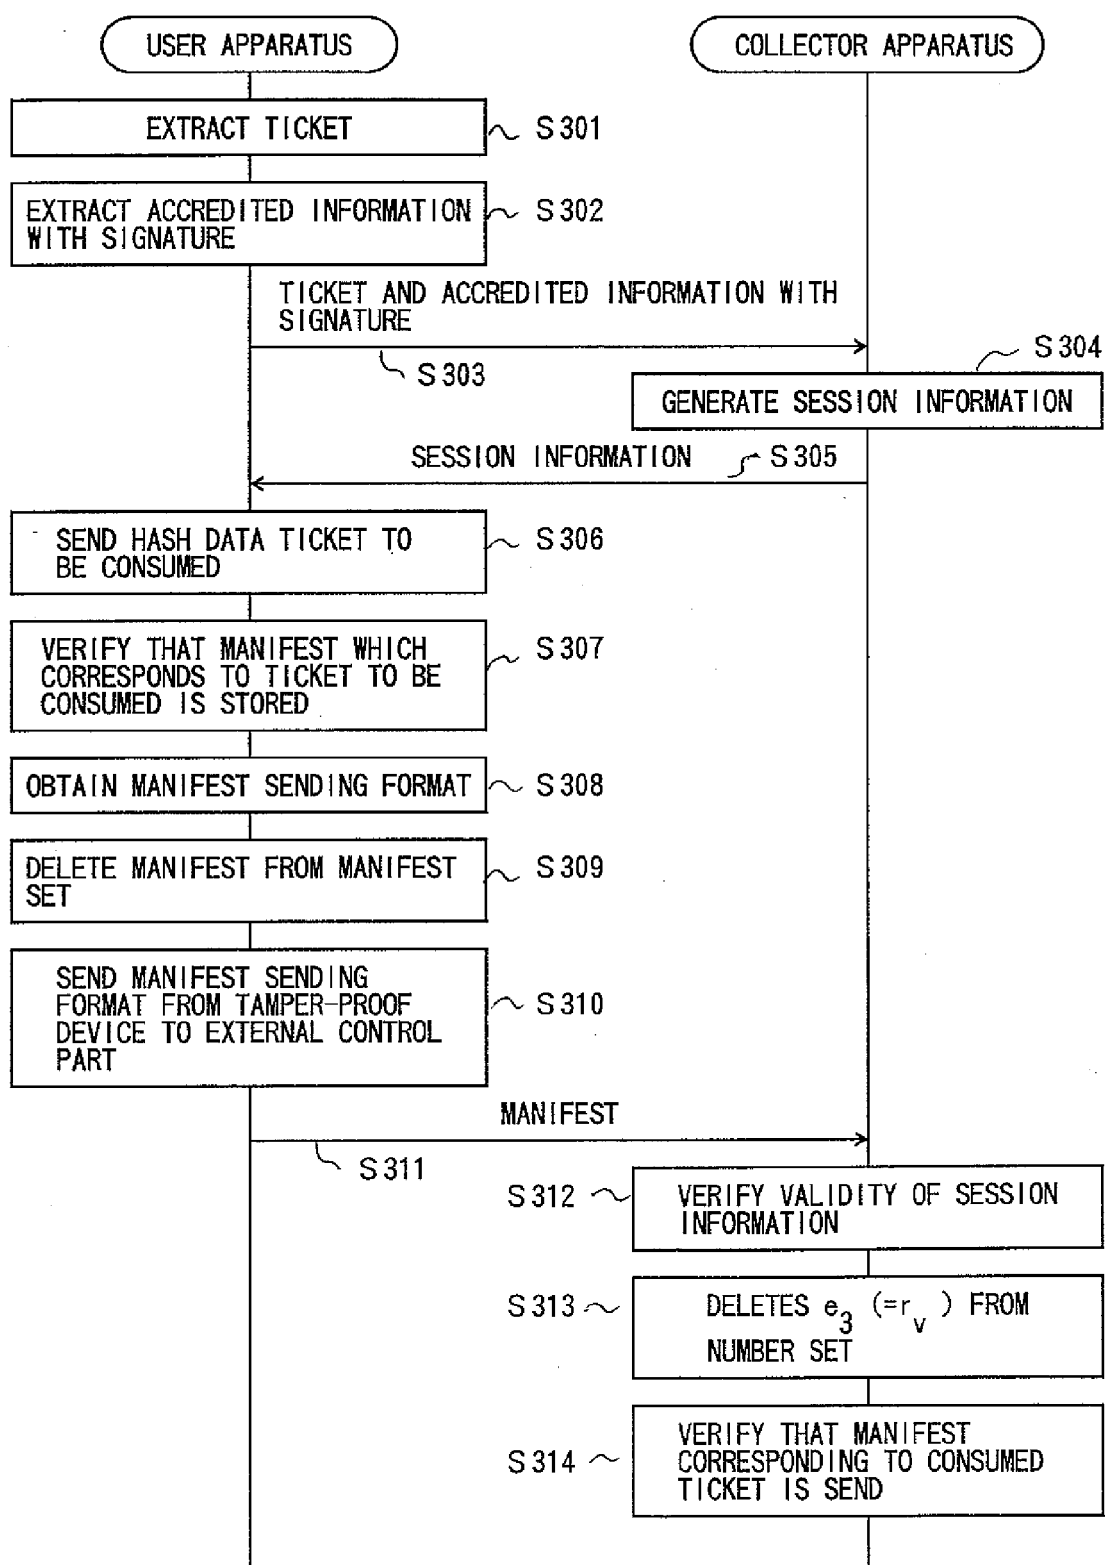 USER APPARATUS
COLLECTOR APPARATUS
EXTRACT TICKET
S301
EXTRACT ACCREDITED INFORMATION
WITH SIGNATURE
S302
TICKET AND ACCREDITED INFORMATION WITH
SIGNATURE
S303
S304
GENERATE SESSION INFORMATION
SESSION INFORMATION
S305
SEND HASH DATA TICKET TO
BE CONSUMED
S306
VERIFY THAT MANIFEST WHICH
CORRESPONDS TO TICKET TO BE
CONSUMED IS STORED
S307
OBTAIN MANIFEST SENDING FORMAT
S308
DELETE MANIFEST FROM MANIFEST
SET
S309
SEND MANIFEST SENDING
FORMAT FROM TAMPER-PROOF
DEVICE TO EXTERNAL CONTROL
PART
S310
MANIFEST
S311
S312
VERIFY VALIDITY OF SESSION
INFORMATION
S313
DELETES e3 (=rv) FROM
NUMBER SET
S314
VERIFY THAT MANIFEST
CORRESPONDING TO CONSUMED
TICKET IS SEND